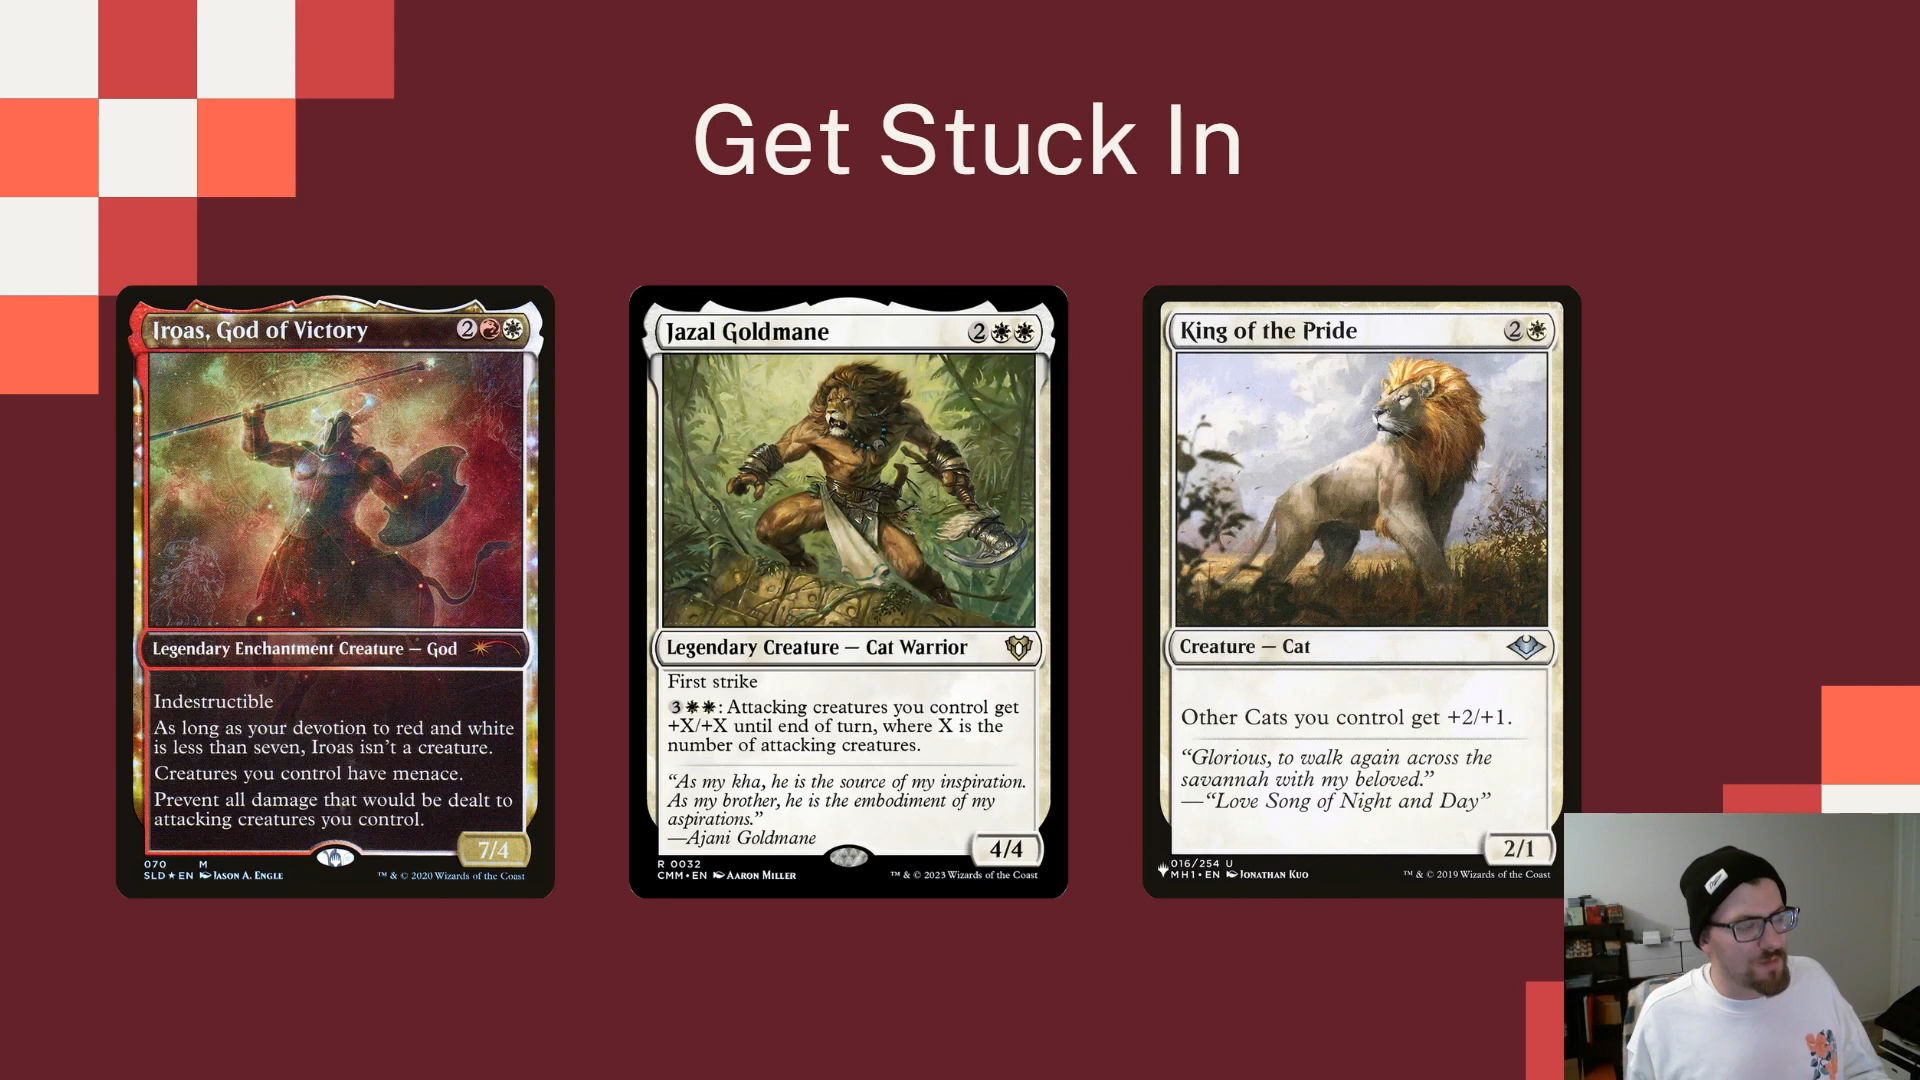 Get Stuck In
Iroas, God of Victory
2
Legendary Enchantment Creature — God
Indestructible
As long as your devotion to red and white
is less than seven, Iroas isn't a creature.
Creatures you control have menace.
Prevent all damage that would be dealt to
attacking creatures you control.
7/4
070 M
SLD ★ EN JASON A. ENGLE
™ & © 2020 Wizards of the Coast
Jazal Goldmane
2
Legendary Creature — Cat Warrior
First strike
3: Attacking creatures you control get
+X/+X until end of turn, where X is the
number of attacking creatures.
“As my kha, he is the source of my inspiration.
As my brother, he is the embodiment of my
aspirations.”
—Ajani Goldmane
4/4
R 0032
CMM • EN AARON MILLER
™ & © 2023 Wizards of the Coast
King of the Pride
2
Creature — Cat
Other Cats you control get +2/+1.
“Glorious, to walk again across the
savannah with my beloved.”
—“Love Song of Night and Day”
2/1
016/254 U
MH1 • EN JONATHAN KUO
™ & © 2019 Wizards of the Coast